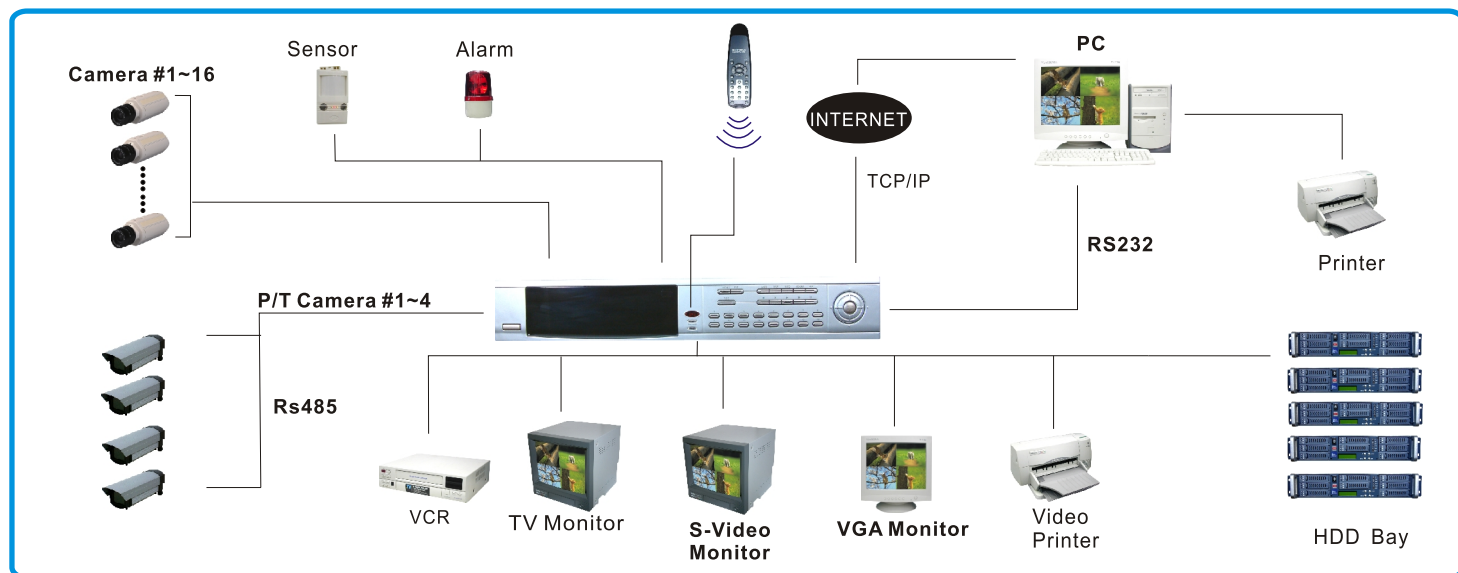 Sensor
Alarm
PC
Camera #1~16
INTERNET
TCP/IP
RS232
Printer
P/T Camera #1~4
Rs485
VCR
TV Monitor
S-Video
Monitor
VGA Monitor
Video
Printer
HDD Bay